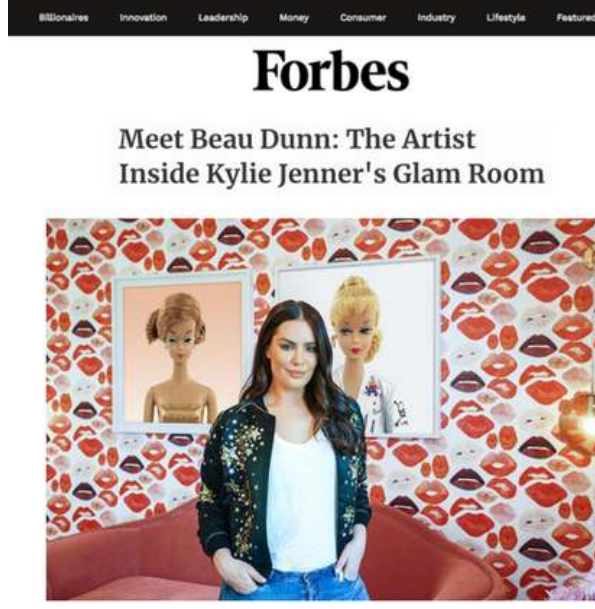 Billionaires Innovation Leadership Money Consumer Industry Lifestyle Featured
Forbes
Meet Beau Dunn: The Artist
Inside Kylie Jenner's Glam Room